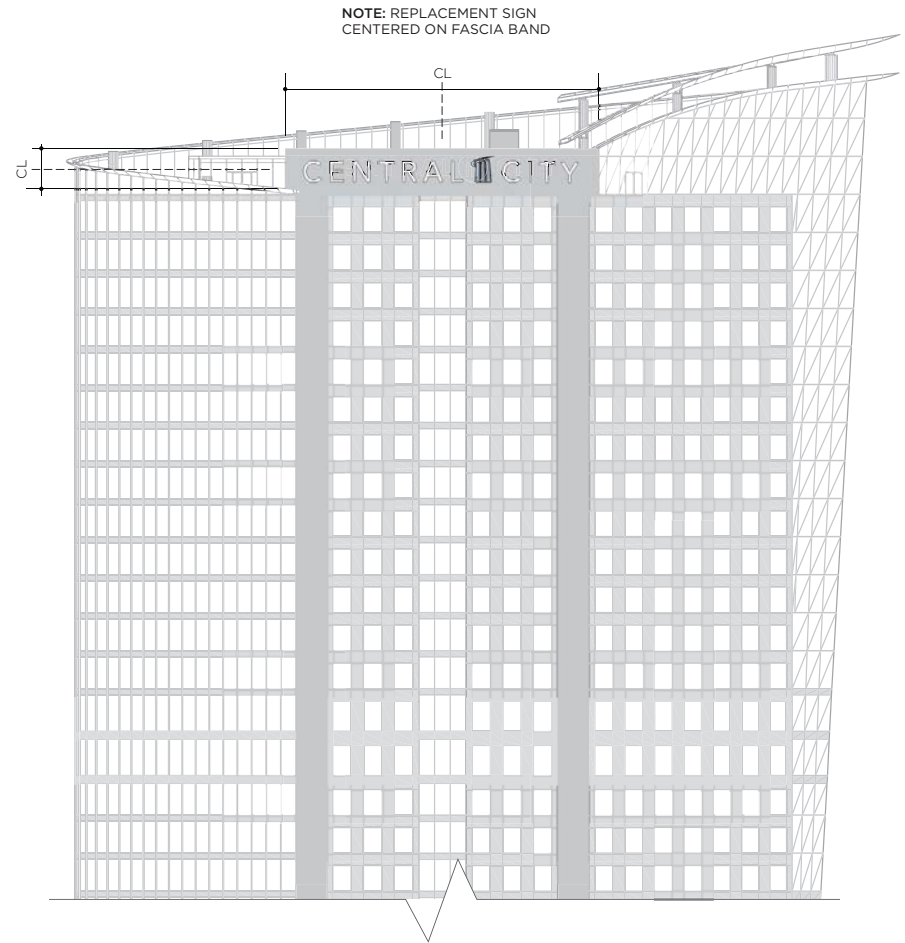 NOTE: REPLACEMENT SIGN
CENTERED ON FASCIA BAND
CL
CL
CENTRAL CITY